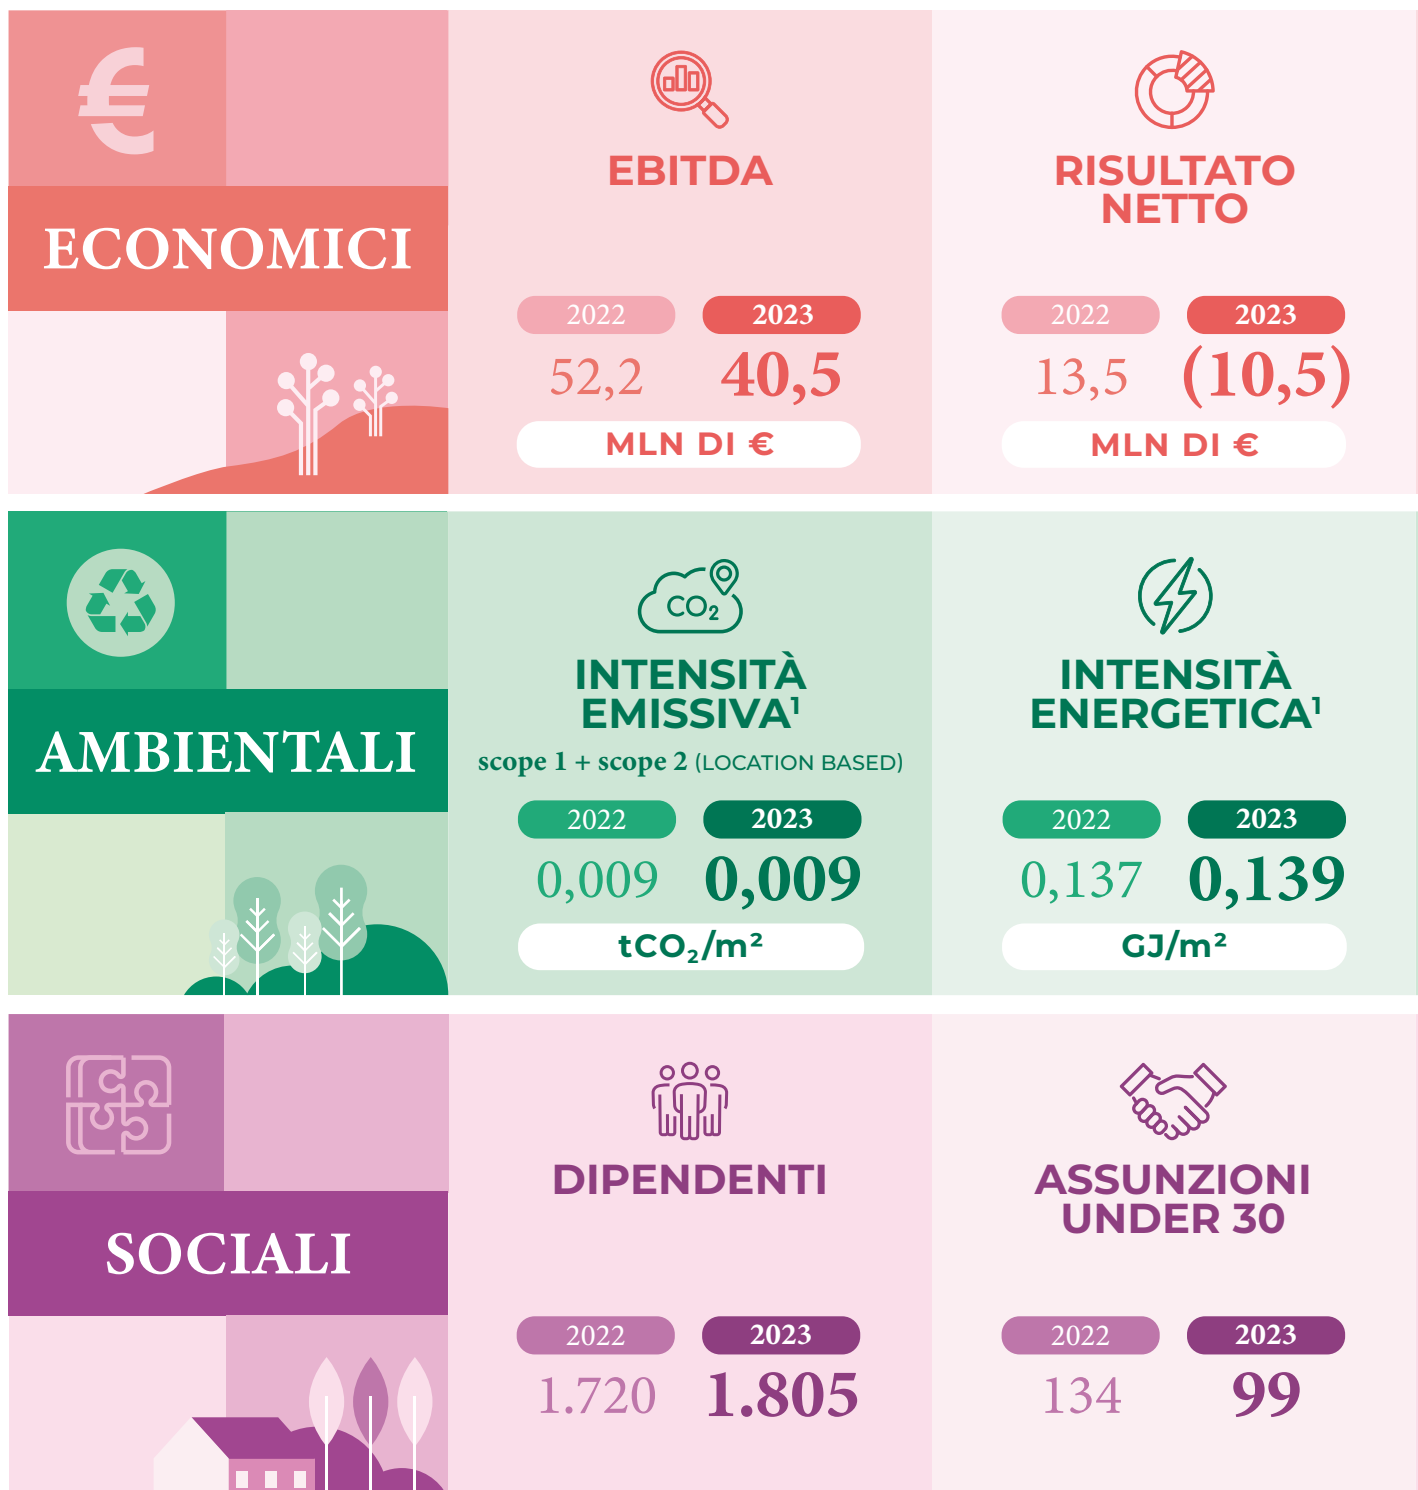 €
ECONOMICI
EBITDA
2022 2023
52,2 40,5
MLN DI €
RISULTATO
NETTO
2022 2023
13,5 (10,5)
MLN DI €
AMBIENTALI
CO₂
INTENSITÀ
EMISSIVA¹
scope 1 + scope 2 (LOCATION BASED)
2022 2023
0,009 0,009
tCO₂/m²
INTENSITÀ
ENERGETICA¹
2022 2023
0,137 0,139
GJ/m²
SOCIALI
DIPENDENTI
2022 2023
1.720 1.805
ASSUNZIONI
UNDER 30
2022 2023
134 99